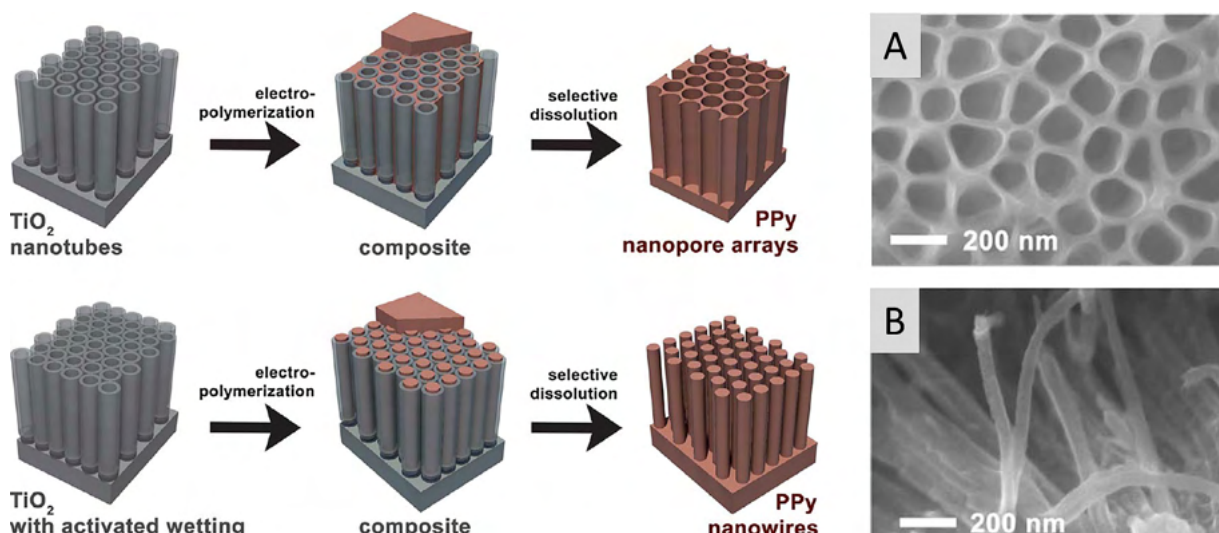 electro-
polymerization
selective
dissolution
TiO2
nanotubes
composite
PPy
nanopore arrays
A
200 nm
electro-
polymerization
selective
dissolution
TiO2
with activated wetting
composite
PPy
nanowires
B
200 nm